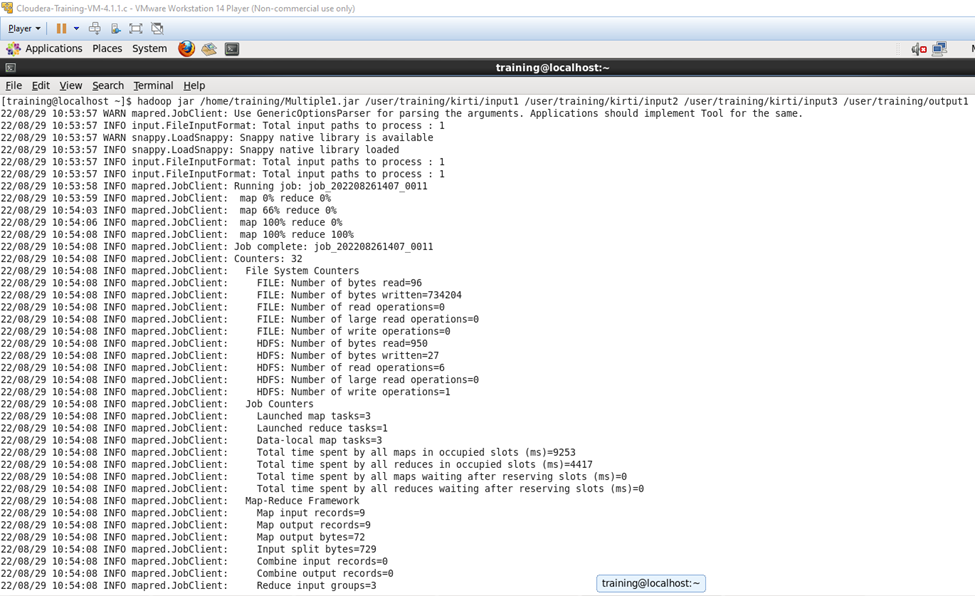 Cloudera-Training-VM-4.1.1.c - VMware Workstation 14 Player (Non-commercial use only)
Player
Applications Places System
training@localhost:~
File Edit View Search Terminal Help
[training@localhost ~]$ hadoop jar /home/training/Multiple1.jar /user/training/kirti/input1 /user/training/kirti/input2 /user/training/kirti/input3 /user/training/output1
22/08/29 10:53:57 WARN mapred.JobClient: Use GenericOptionsParser for parsing the arguments. Applications should implement Tool for the same.
22/08/29 10:53:57 INFO input.FileInputFormat: Total input paths to process : 1
22/08/29 10:53:57 WARN snappy.LoadSnappy: Snappy native library is available
22/08/29 10:53:57 INFO snappy.LoadSnappy: Snappy native library loaded
22/08/29 10:53:57 INFO input.FileInputFormat: Total input paths to process : 1
22/08/29 10:53:57 INFO input.FileInputFormat: Total input paths to process : 1
22/08/29 10:53:58 INFO mapred.JobClient: Running job: job_202208261407_0011
22/08/29 10:53:59 INFO mapred.JobClient: map 0% reduce 0%
22/08/29 10:54:03 INFO mapred.JobClient: map 66% reduce 0%
22/08/29 10:54:06 INFO mapred.JobClient: map 100% reduce 0%
22/08/29 10:54:08 INFO mapred.JobClient: map 100% reduce 100%
22/08/29 10:54:08 INFO mapred.JobClient: Job complete: job_202208261407_0011
22/08/29 10:54:08 INFO mapred.JobClient: Counters: 32
22/08/29 10:54:08 INFO mapred.JobClient: File System Counters
22/08/29 10:54:08 INFO mapred.JobClient: FILE: Number of bytes read=96
22/08/29 10:54:08 INFO mapred.JobClient: FILE: Number of bytes written=734204
22/08/29 10:54:08 INFO mapred.JobClient: FILE: Number of read operations=0
22/08/29 10:54:08 INFO mapred.JobClient: FILE: Number of large read operations=0
22/08/29 10:54:08 INFO mapred.JobClient: FILE: Number of write operations=0
22/08/29 10:54:08 INFO mapred.JobClient: HDFS: Number of bytes read=950
22/08/29 10:54:08 INFO mapred.JobClient: HDFS: Number of bytes written=27
22/08/29 10:54:08 INFO mapred.JobClient: HDFS: Number of read operations=6
22/08/29 10:54:08 INFO mapred.JobClient: HDFS: Number of large read operations=0
22/08/29 10:54:08 INFO mapred.JobClient: HDFS: Number of write operations=1
22/08/29 10:54:08 INFO mapred.JobClient: Job Counters
22/08/29 10:54:08 INFO mapred.JobClient: Launched map tasks=3
22/08/29 10:54:08 INFO mapred.JobClient: Launched reduce tasks=1
22/08/29 10:54:08 INFO mapred.JobClient: Data-local map tasks=3
22/08/29 10:54:08 INFO mapred.JobClient: Total time spent by all maps in occupied slots (ms)=9253
22/08/29 10:54:08 INFO mapred.JobClient: Total time spent by all reduces in occupied slots (ms)=4417
22/08/29 10:54:08 INFO mapred.JobClient: Total time spent by all maps waiting after reserving slots (ms)=0
22/08/29 10:54:08 INFO mapred.JobClient: Total time spent by all reduces waiting after reserving slots (ms)=0
22/08/29 10:54:08 INFO mapred.JobClient: Map-Reduce Framework
22/08/29 10:54:08 INFO mapred.JobClient: Map input records=9
22/08/29 10:54:08 INFO mapred.JobClient: Map output records=9
22/08/29 10:54:08 INFO mapred.JobClient: Map output bytes=72
22/08/29 10:54:08 INFO mapred.JobClient: Input split bytes=729
22/08/29 10:54:08 INFO mapred.JobClient: Combine input records=0
22/08/29 10:54:08 INFO mapred.JobClient: Combine output records=0
22/08/29 10:54:08 INFO mapred.JobClient: Reduce input groups=3
training@localhost:~